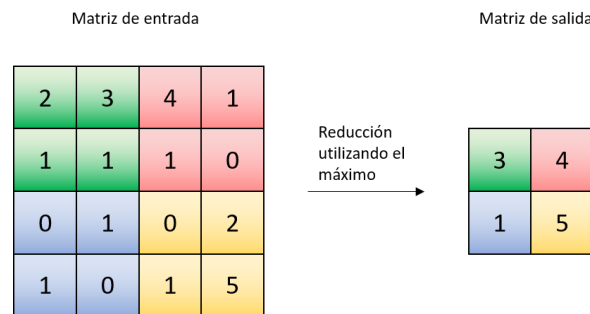 Matriz de entrada
Matriz de salida
2 3 4 1
1 1 1 0
0 1 0 2
1 0 1 5
Reducción
utilizando el
máximo
3 4
1 5